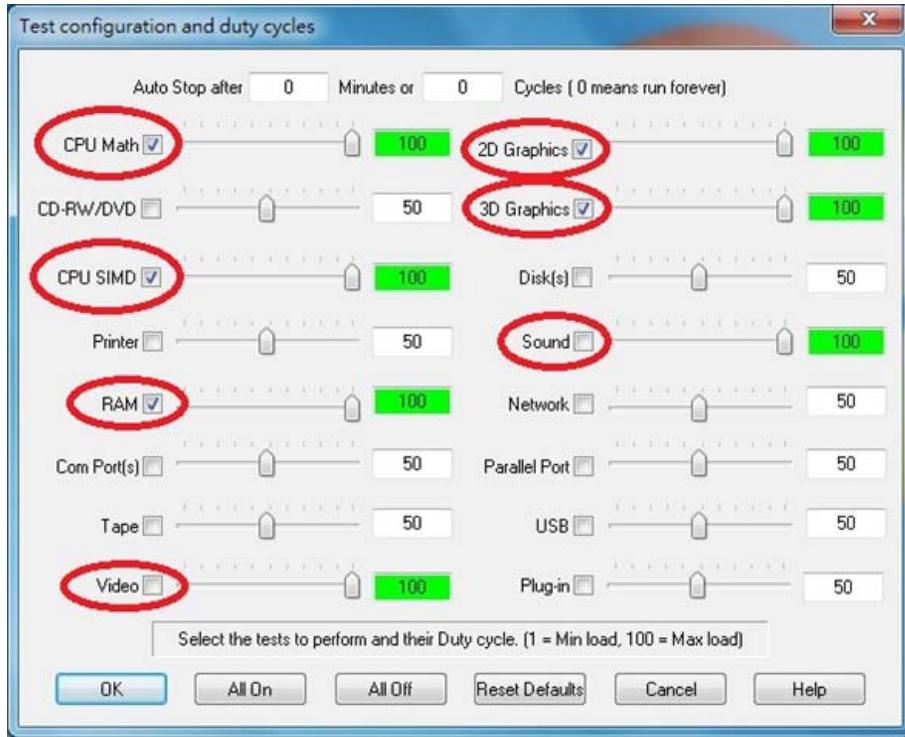 Test configuration and duty cycles
Auto Stop after 0 Minutes or 0 Cycles ( 0 means run forever)
CPU Math 100 2D Graphics 100
CD-RW/DVD 50 3D Graphics 100
CPU SIMD 100 Disk(s) 50
Printer 50 Sound 100
RAM 100 Network 50
Com Port(s) 50 Parallel Port 50
Tape 50 USB 50
Video 100 Plug-in 50
Select the tests to perform and their Duty cycle. (1 = Min load, 100 = Max load)
OK All On All Off Reset Defaults Cancel Help